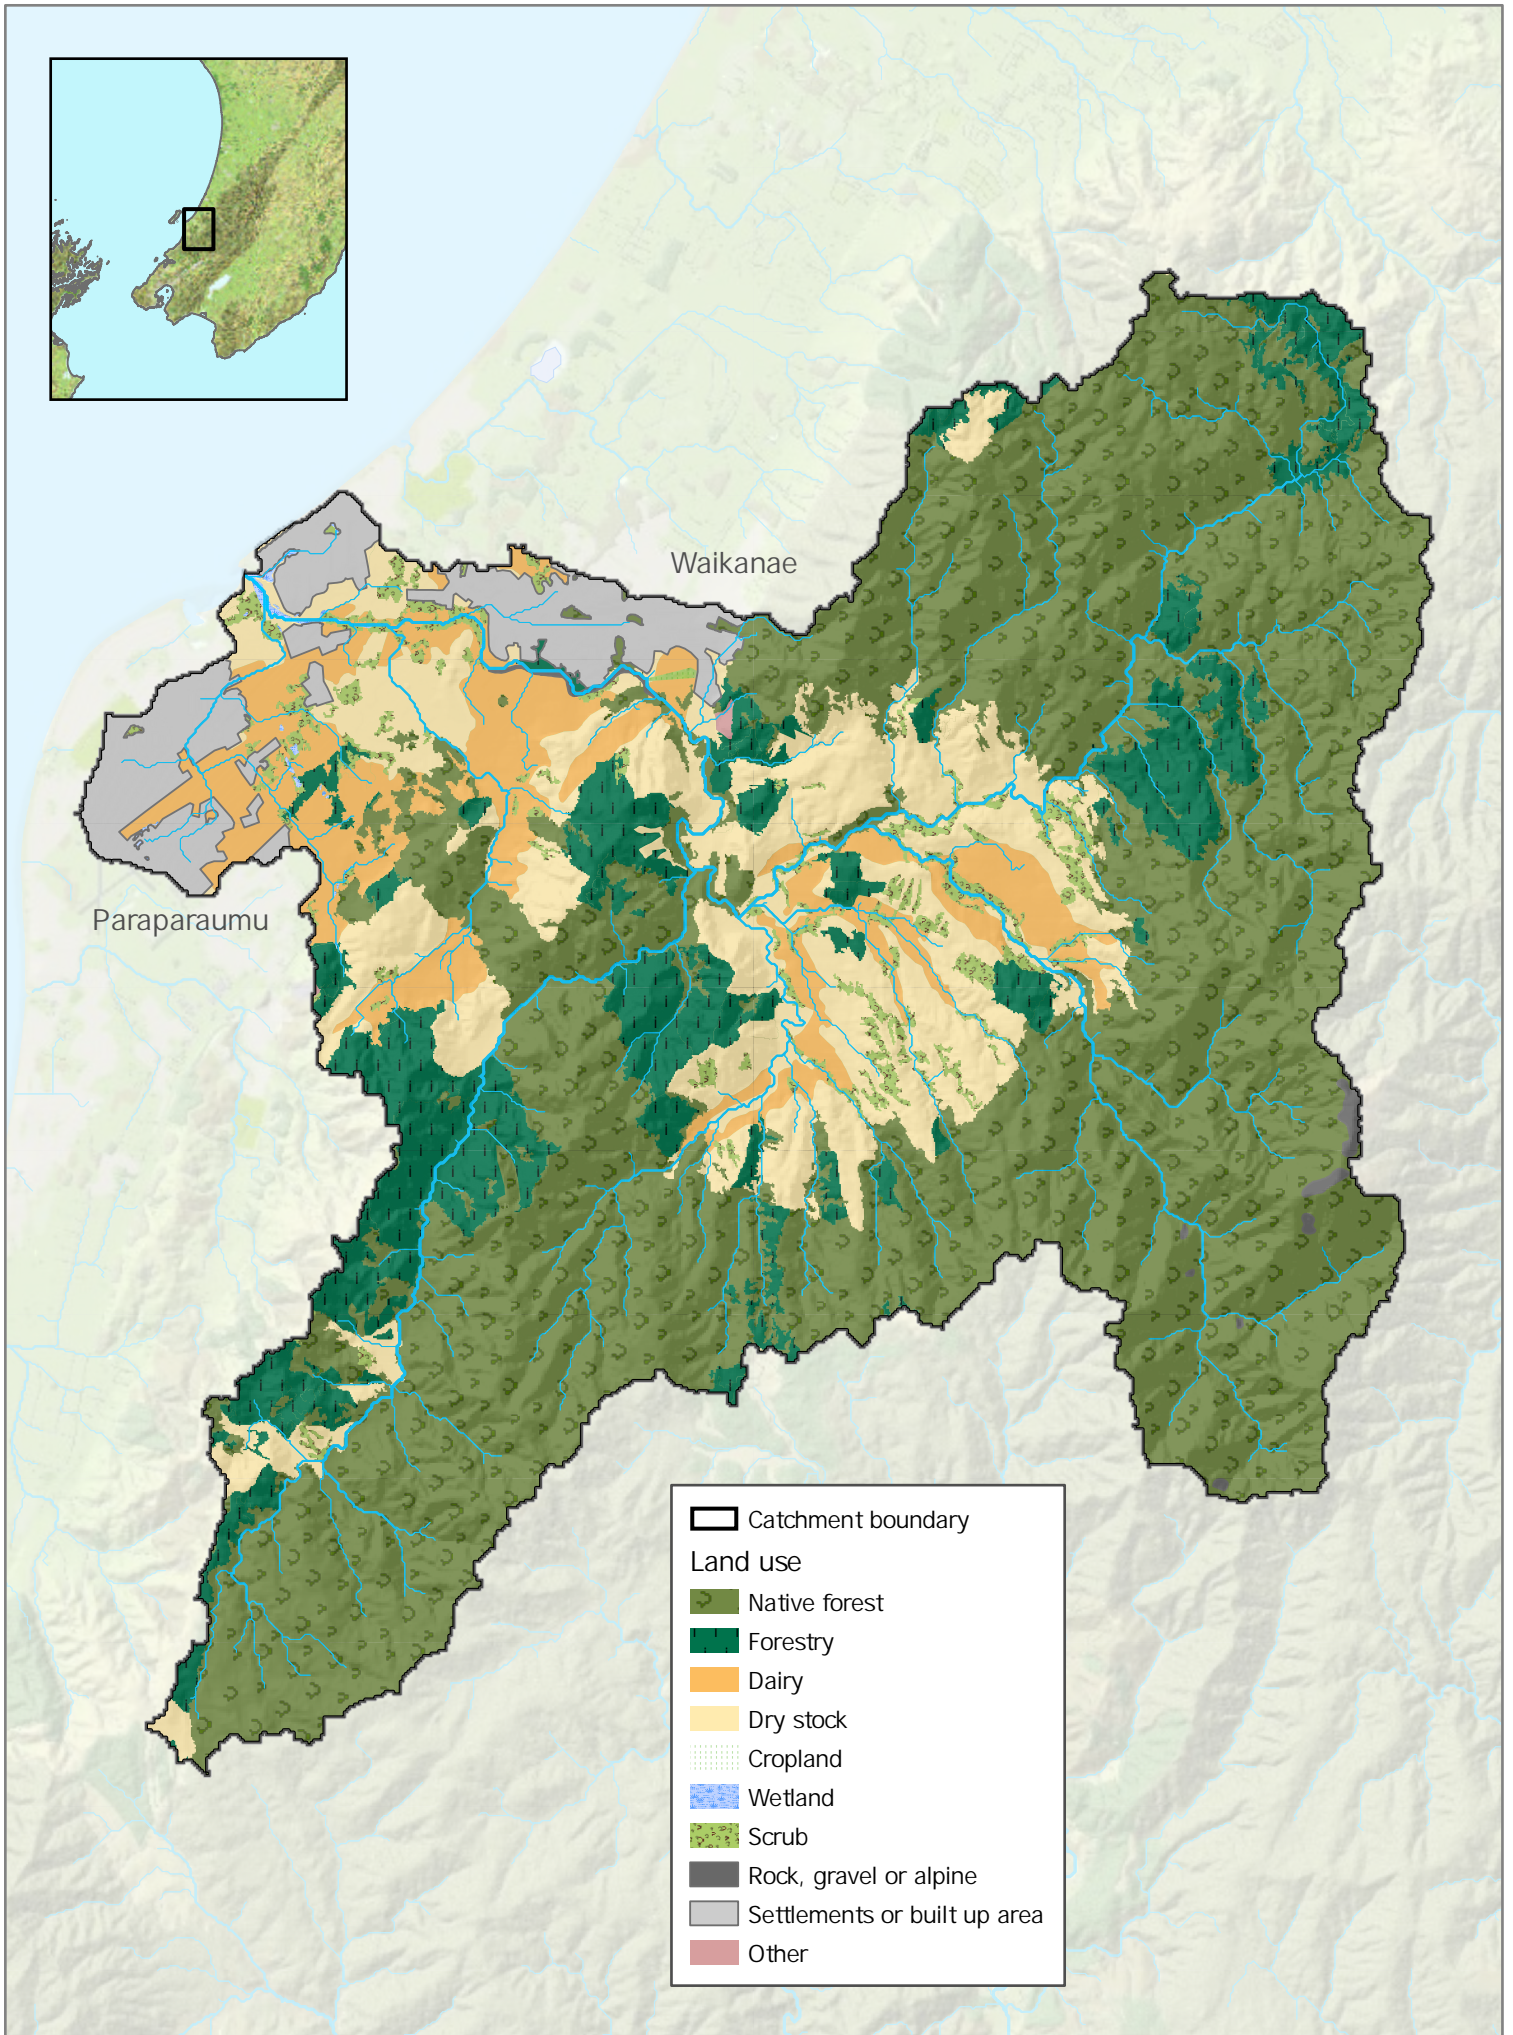 Waikanae
Paraparaumu
Catchment boundary
Land use
Native forest
Forestry
Dairy
Dry stock
Cropland
Wetland
Scrub
Rock, gravel or alpine
Settlements or built up area
Other